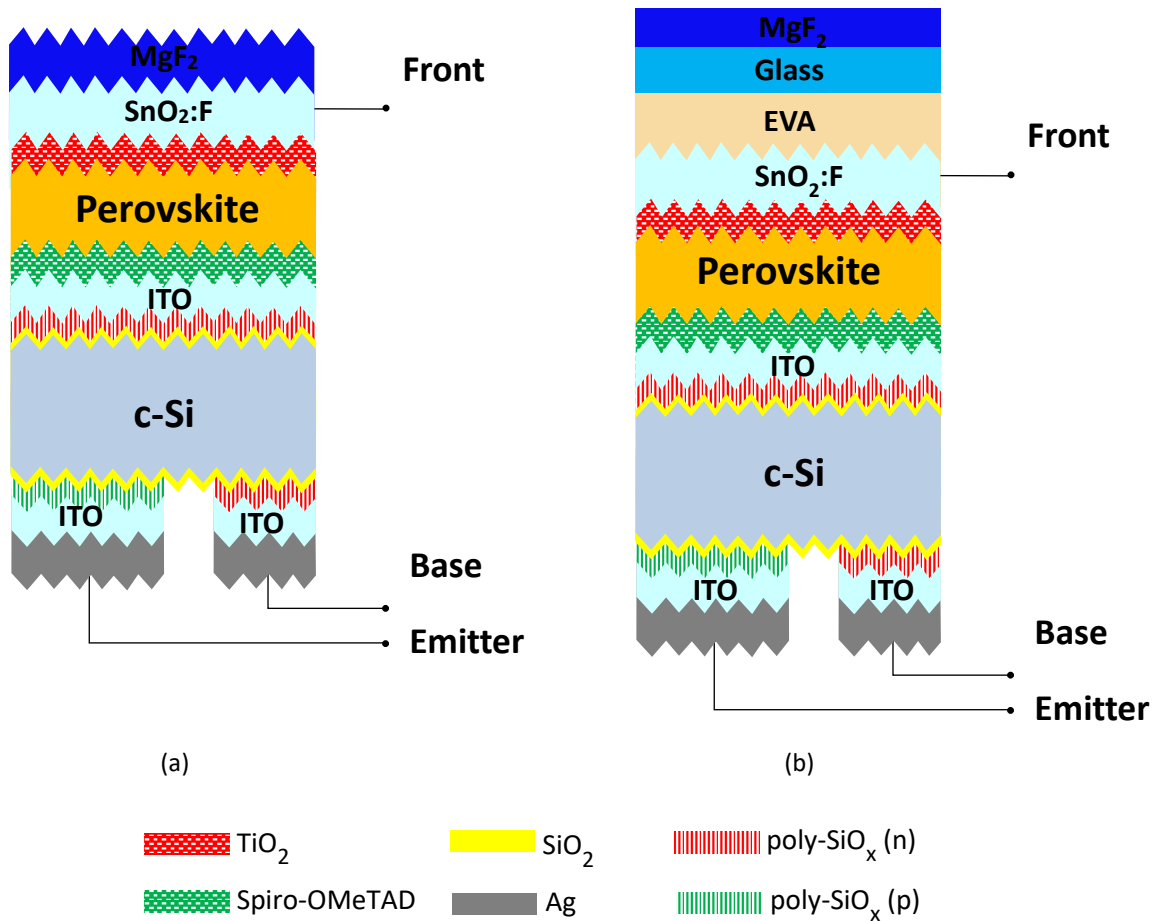 MgF₂
SnO₂:F
Perovskite
ITO
c-Si
ITO
ITO
Front
Base
Emitter
(a)
MgF₂
Glass
EVA
SnO₂:F
Perovskite
ITO
c-Si
ITO
ITO
Front
Base
Emitter
(b)
TiO₂
SiO₂
poly-SiOₓ (n)
Spiro-OMeTAD
Ag
poly-SiOₓ (p)